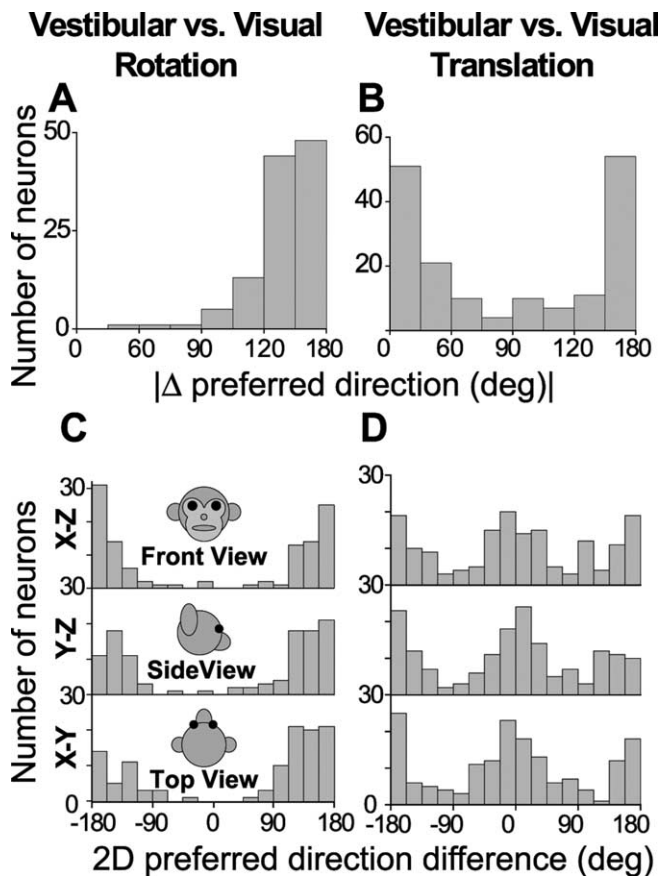 Vestibular vs. Visual
Rotation
Vestibular vs. Visual
Translation
A
B
Number of neurons
50
25
0
0 60 90 120 180
60
40
20
0 60 90 120 180
|Δ preferred direction (deg)|
C
D
Number of neurons
30
X-Z
Front View
30
Y-Z
SideView
30
X-Y
Top View
0
-180 -90 0 90 180
30
30
30
0
-180 -90 0 90 180
2D preferred direction difference (deg)